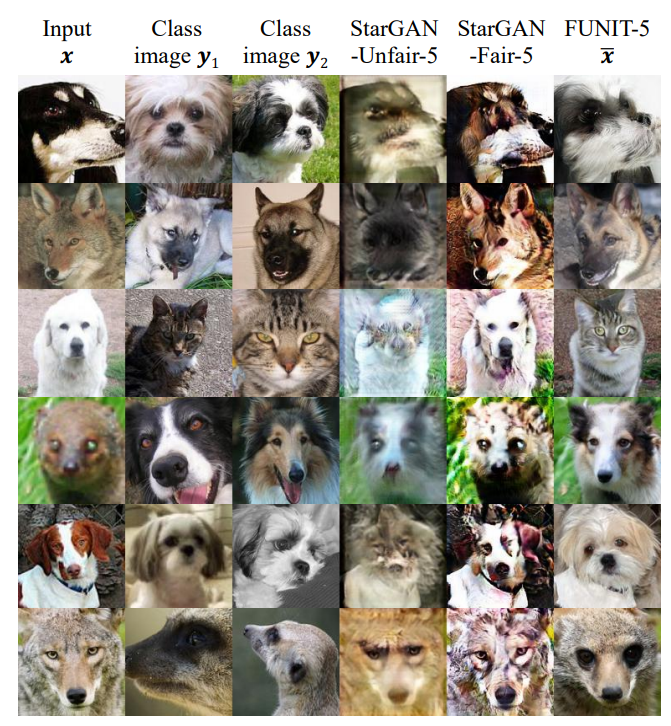 Input Class Class StarGAN StarGAN FUNIT-5
x image y₁ image y₂ -Unfair-5 -Fair-5 x̄